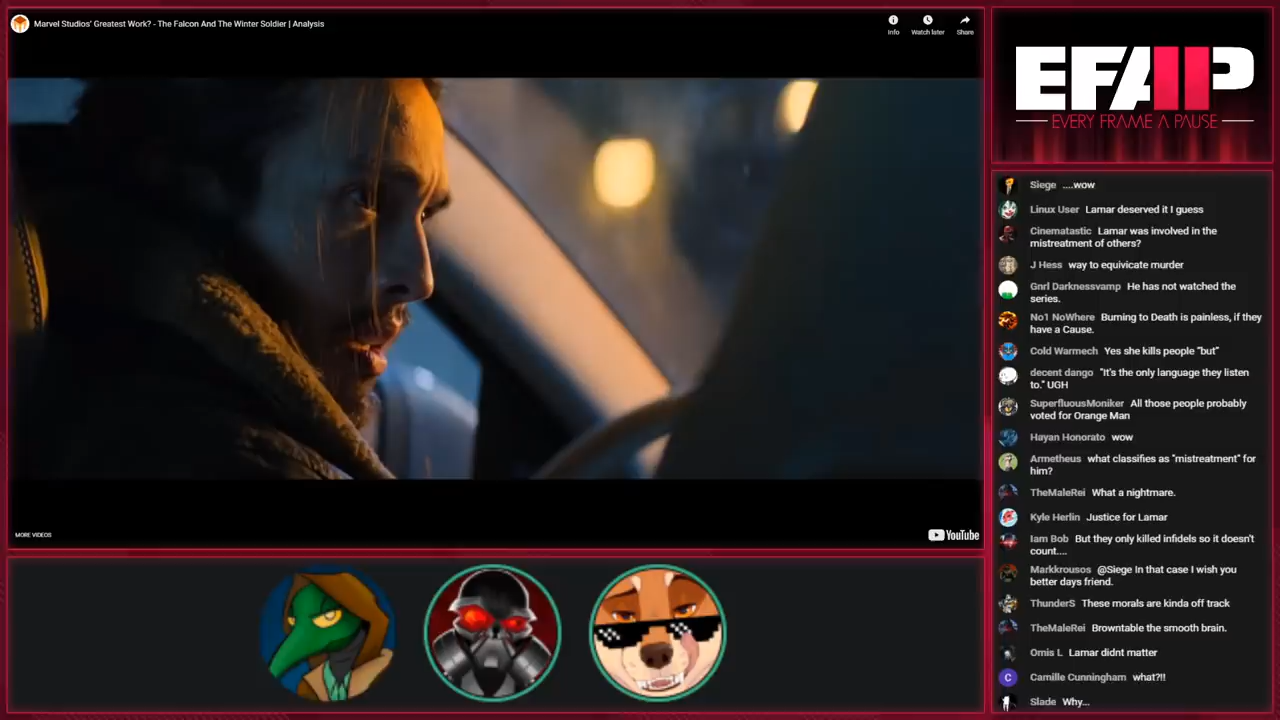 Marvel Studios' Greatest Work? - The Falcon And The Winter Soldier | Analysis
Info
Watch later
Share
MORE VIDEOS
YouTube
EFAP
EVERY FRAME A PAUSE
Siege ....wow
Linux User Lamar deserved it I guess
Cinematastic Lamar was involved in the
mistreatment of others?
J Hess way to equivicate murder
Gnrl Darknessvamp He has not watched the
series.
No1 NoWhere Burning to Death is painless, if they
have a Cause.
Cold Warmech Yes she kills people "but"
decent dango "It's the only language they listen
to." UGH
SuperfluousMoniker All those people probably
voted for Orange Man
Hayan Honorato wow
Armetheus what classifies as "mistreatment" for
him?
TheMaleRei What a nightmare.
Kyle Herlin Justice for Lamar
Iam Bob But they only killed infidels so it doesn't
count....
Markkrousos @Siege In that case I wish you
better days friend.
ThunderS These morals are kinda off track
TheMaleRei Browntable the smooth brain.
Omis L Lamar didnt matter
C
Camille Cunningham what?!!
Slade Why...